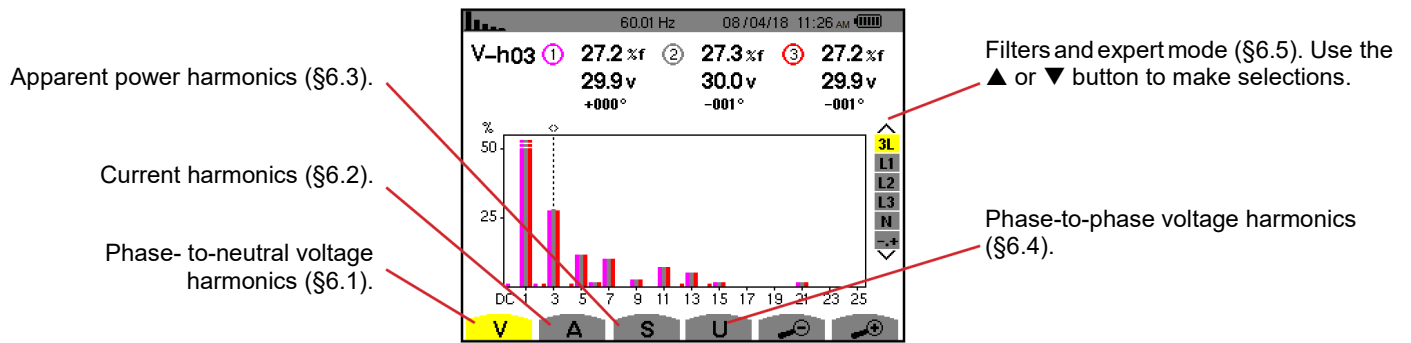 60.01 Hz 08/04/18 11:26 AM
V-h03 1 27.2 %f 2 27.3 %f 3 27.2 %f
29.9 v 30.0 v 29.9 v
+000° -001° -001°
Apparent power harmonics (§6.3).
Current harmonics (§6.2).
Phase- to-neutral voltage
harmonics (§6.1).
%
50
25
DC 1 3 5 7 9 11 13 15 17 19 21 23 25
3L
L1
L2
L3
N
-.+
V A S U
Filters and expert mode (§6.5). Use the
▲ or ▼ button to make selections.
Phase-to-phase voltage harmonics
(§6.4).